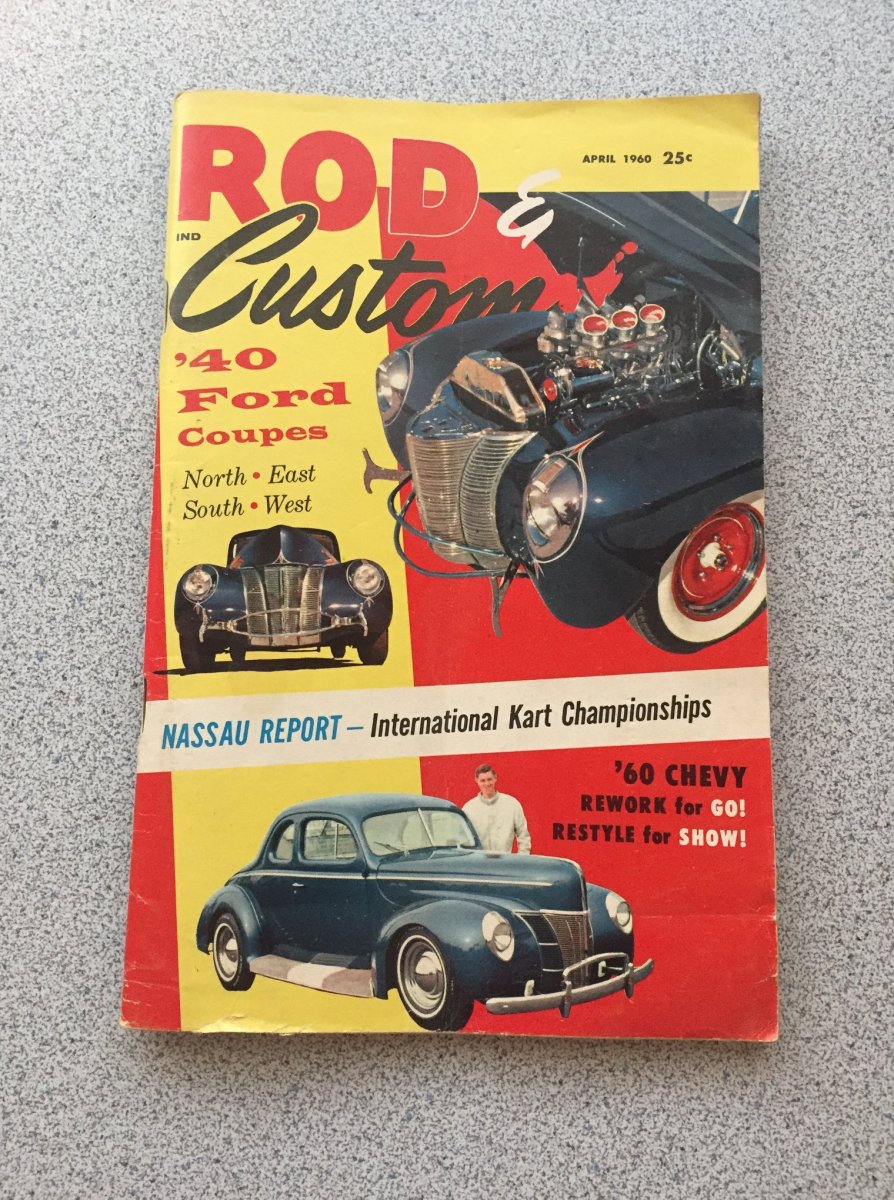 ROD &
APRIL 1960 25c
IND
Custom
'40
Ford
Coupes
North • East
South • West
NASSAU REPORT – International Kart Championships
'60 CHEVY
REWORK for GO!
RESTYLE for SHOW!